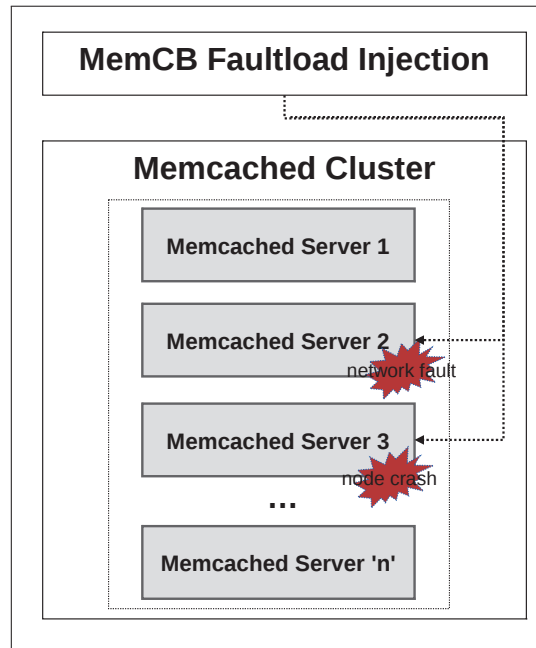 MemCB Faultload Injection
Memcached Cluster
Memcached Server 1
Memcached Server 2
network fault
Memcached Server 3
node crash
...
Memcached Server 'n'